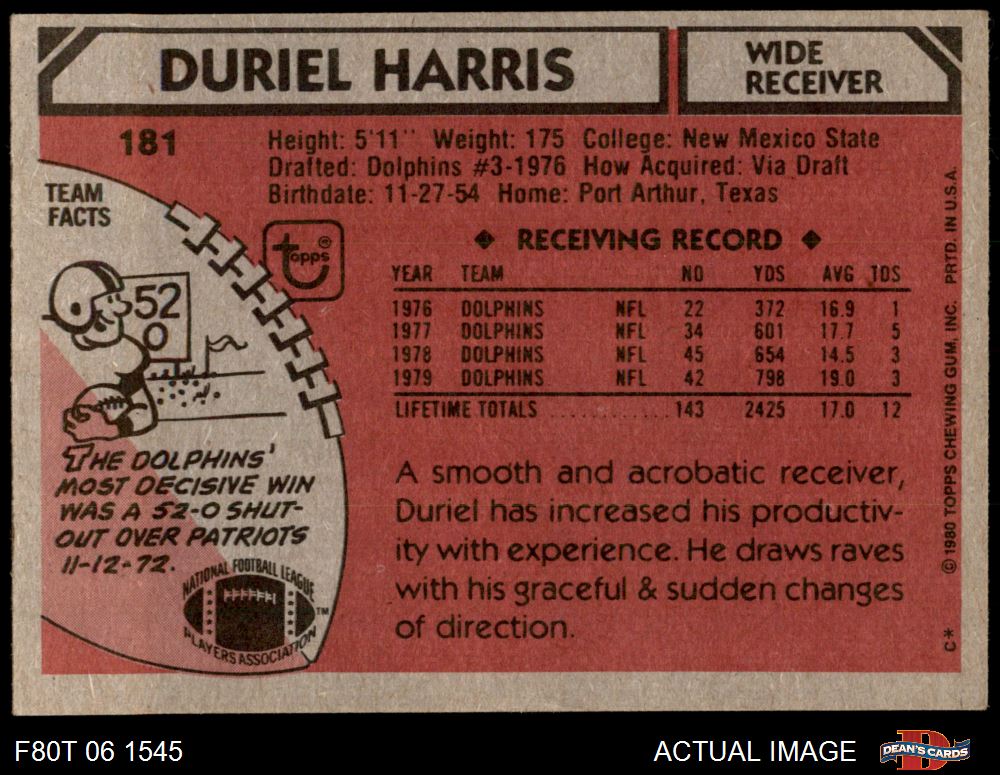 DURIEL HARRIS
WIDE
RECEIVER
181
Height: 5'11" Weight: 175 College: New Mexico State
Drafted: Dolphins #3-1976 How Acquired: Via Draft
Birthdate: 11-27-54 Home: Port Arthur, Texas
TEAM
FACTS
topps ®
52
0
◆ RECEIVING RECORD ◆
YEAR TEAM NO YDS AVG TDS
1976 DOLPHINS NFL 22 372 16.9 1
1977 DOLPHINS NFL 34 601 17.7 5
1978 DOLPHINS NFL 45 654 14.5 3
1979 DOLPHINS NFL 42 798 19.0 3
LIFETIME TOTALS ............ 143 2425 17.0 12
THE DOLPHINS'
MOST DECISIVE WIN
WAS A 52-0 SHUT-
OUT OVER PATRIOTS
11-12-72.
NATIONAL FOOTBALL LEAGUE
PLAYERS ASSOCIATION
TM
A smooth and acrobatic receiver,
Duriel has increased his productiv-
ity with experience. He draws raves
with his graceful & sudden changes
of direction.
C* © 1980 TOPPS CHEWING GUM, INC. PRTD. IN U.S.A.
F80T 06 1545
ACTUAL IMAGE
D
DEAN'S CARDS